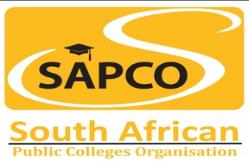 SAPCO
South African
Public Colleges Organisation